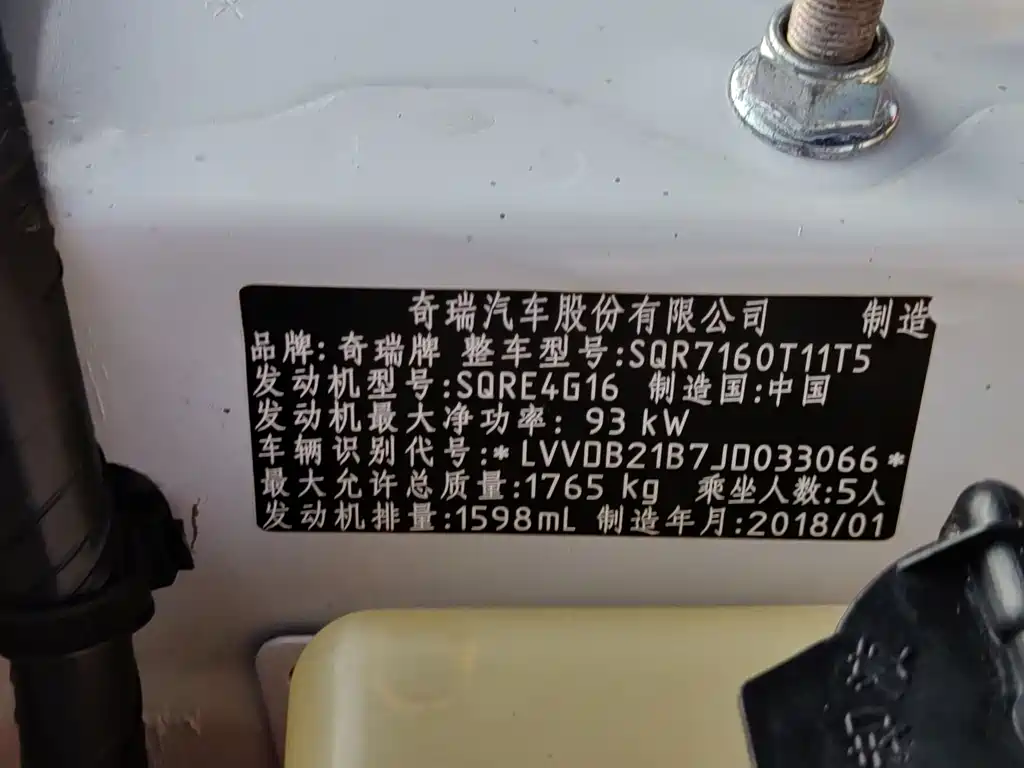 奇瑞汽车股份有限公司 制造
品牌: 奇瑞牌 整车型号:SQR7160T11T5
发动机型号:SQRE4G16 制造国:中国
发动机最大净功率: 93 kW
车辆识别代号:*LVVDB21B7JD033066*
最大允许总质量:1765 kg 乘坐人数:5人
发动机排量:1598mL 制造年月:2018/01